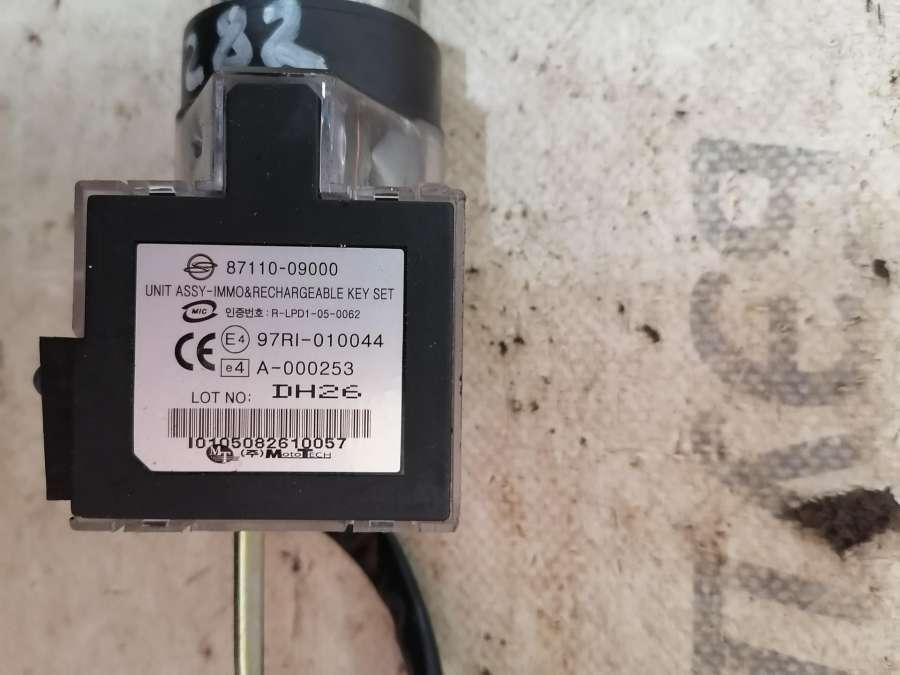 282
87110-09000
UNIT ASSY-IMMO&RECHARGEABLE KEY SET
MIC 인증번호 : R-LPD1-05-0062
CE E4 97RI-010044
e4 A-000253
LOT NO: DH26
I0105082610057
MT (주)MOTOTECH